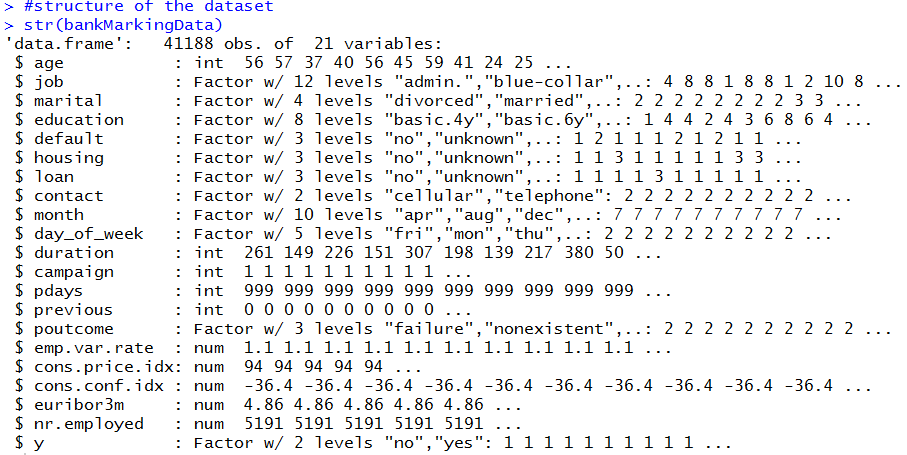 > #structure of the dataset
> str(bankMarkingData)
'data.frame':   41188 obs. of  21 variables:
 $ age           : int  56 57 37 40 56 45 59 41 24 25 ...
 $ job           : Factor w/ 12 levels "admin.","blue-collar",..: 4 8 8 1 8 8 1 2 10 8 ...
 $ marital       : Factor w/ 4 levels "divorced","married",..: 2 2 2 2 2 2 2 2 3 3 ...
 $ education     : Factor w/ 8 levels "basic.4y","basic.6y",..: 1 4 4 2 4 3 6 8 6 4 ...
 $ default       : Factor w/ 3 levels "no","unknown",..: 1 2 1 1 1 2 1 2 1 1 ...
 $ housing       : Factor w/ 3 levels "no","unknown",..: 1 1 3 1 1 1 1 1 3 3 ...
 $ loan          : Factor w/ 3 levels "no","unknown",..: 1 1 1 1 3 1 1 1 1 1 ...
 $ contact       : Factor w/ 2 levels "cellular","telephone": 2 2 2 2 2 2 2 2 2 2 ...
 $ month         : Factor w/ 10 levels "apr","aug","dec",..: 7 7 7 7 7 7 7 7 7 7 ...
 $ day_of_week   : Factor w/ 5 levels "fri","mon","thu",..: 2 2 2 2 2 2 2 2 2 2 ...
 $ duration      : int  261 149 226 151 307 198 139 217 380 50 ...
 $ campaign      : int  1 1 1 1 1 1 1 1 1 1 ...
 $ pdays         : int  999 999 999 999 999 999 999 999 999 999 ...
 $ previous      : int  0 0 0 0 0 0 0 0 0 0 ...
 $ poutcome      : Factor w/ 3 levels "failure","nonexistent",..: 2 2 2 2 2 2 2 2 2 2 ...
 $ emp.var.rate  : num  1.1 1.1 1.1 1.1 1.1 1.1 1.1 1.1 1.1 1.1 ...
 $ cons.price.idx: num  94 94 94 94 94 ...
 $ cons.conf.idx : num  -36.4 -36.4 -36.4 -36.4 -36.4 -36.4 -36.4 -36.4 -36.4 -36.4 ...
 $ euribor3m     : num  4.86 4.86 4.86 4.86 4.86 ...
 $ nr.employed   : num  5191 5191 5191 5191 5191 ...
 $ y             : Factor w/ 2 levels "no","yes": 1 1 1 1 1 1 1 1 1 1 ...